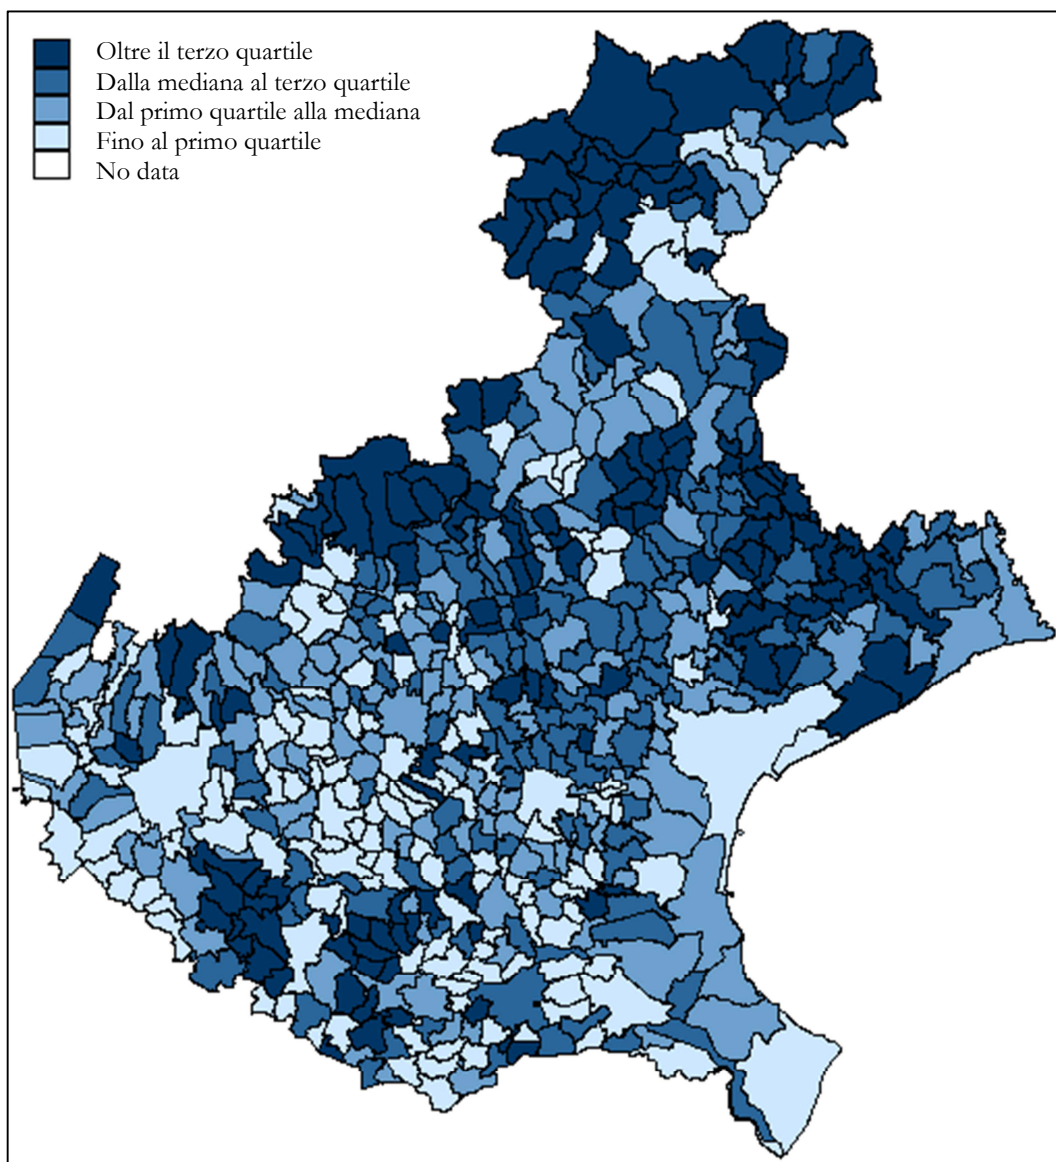 Oltre il terzo quartile
Dalla mediana al terzo quartile
Dal primo quartile alla mediana
Fino al primo quartile
No data